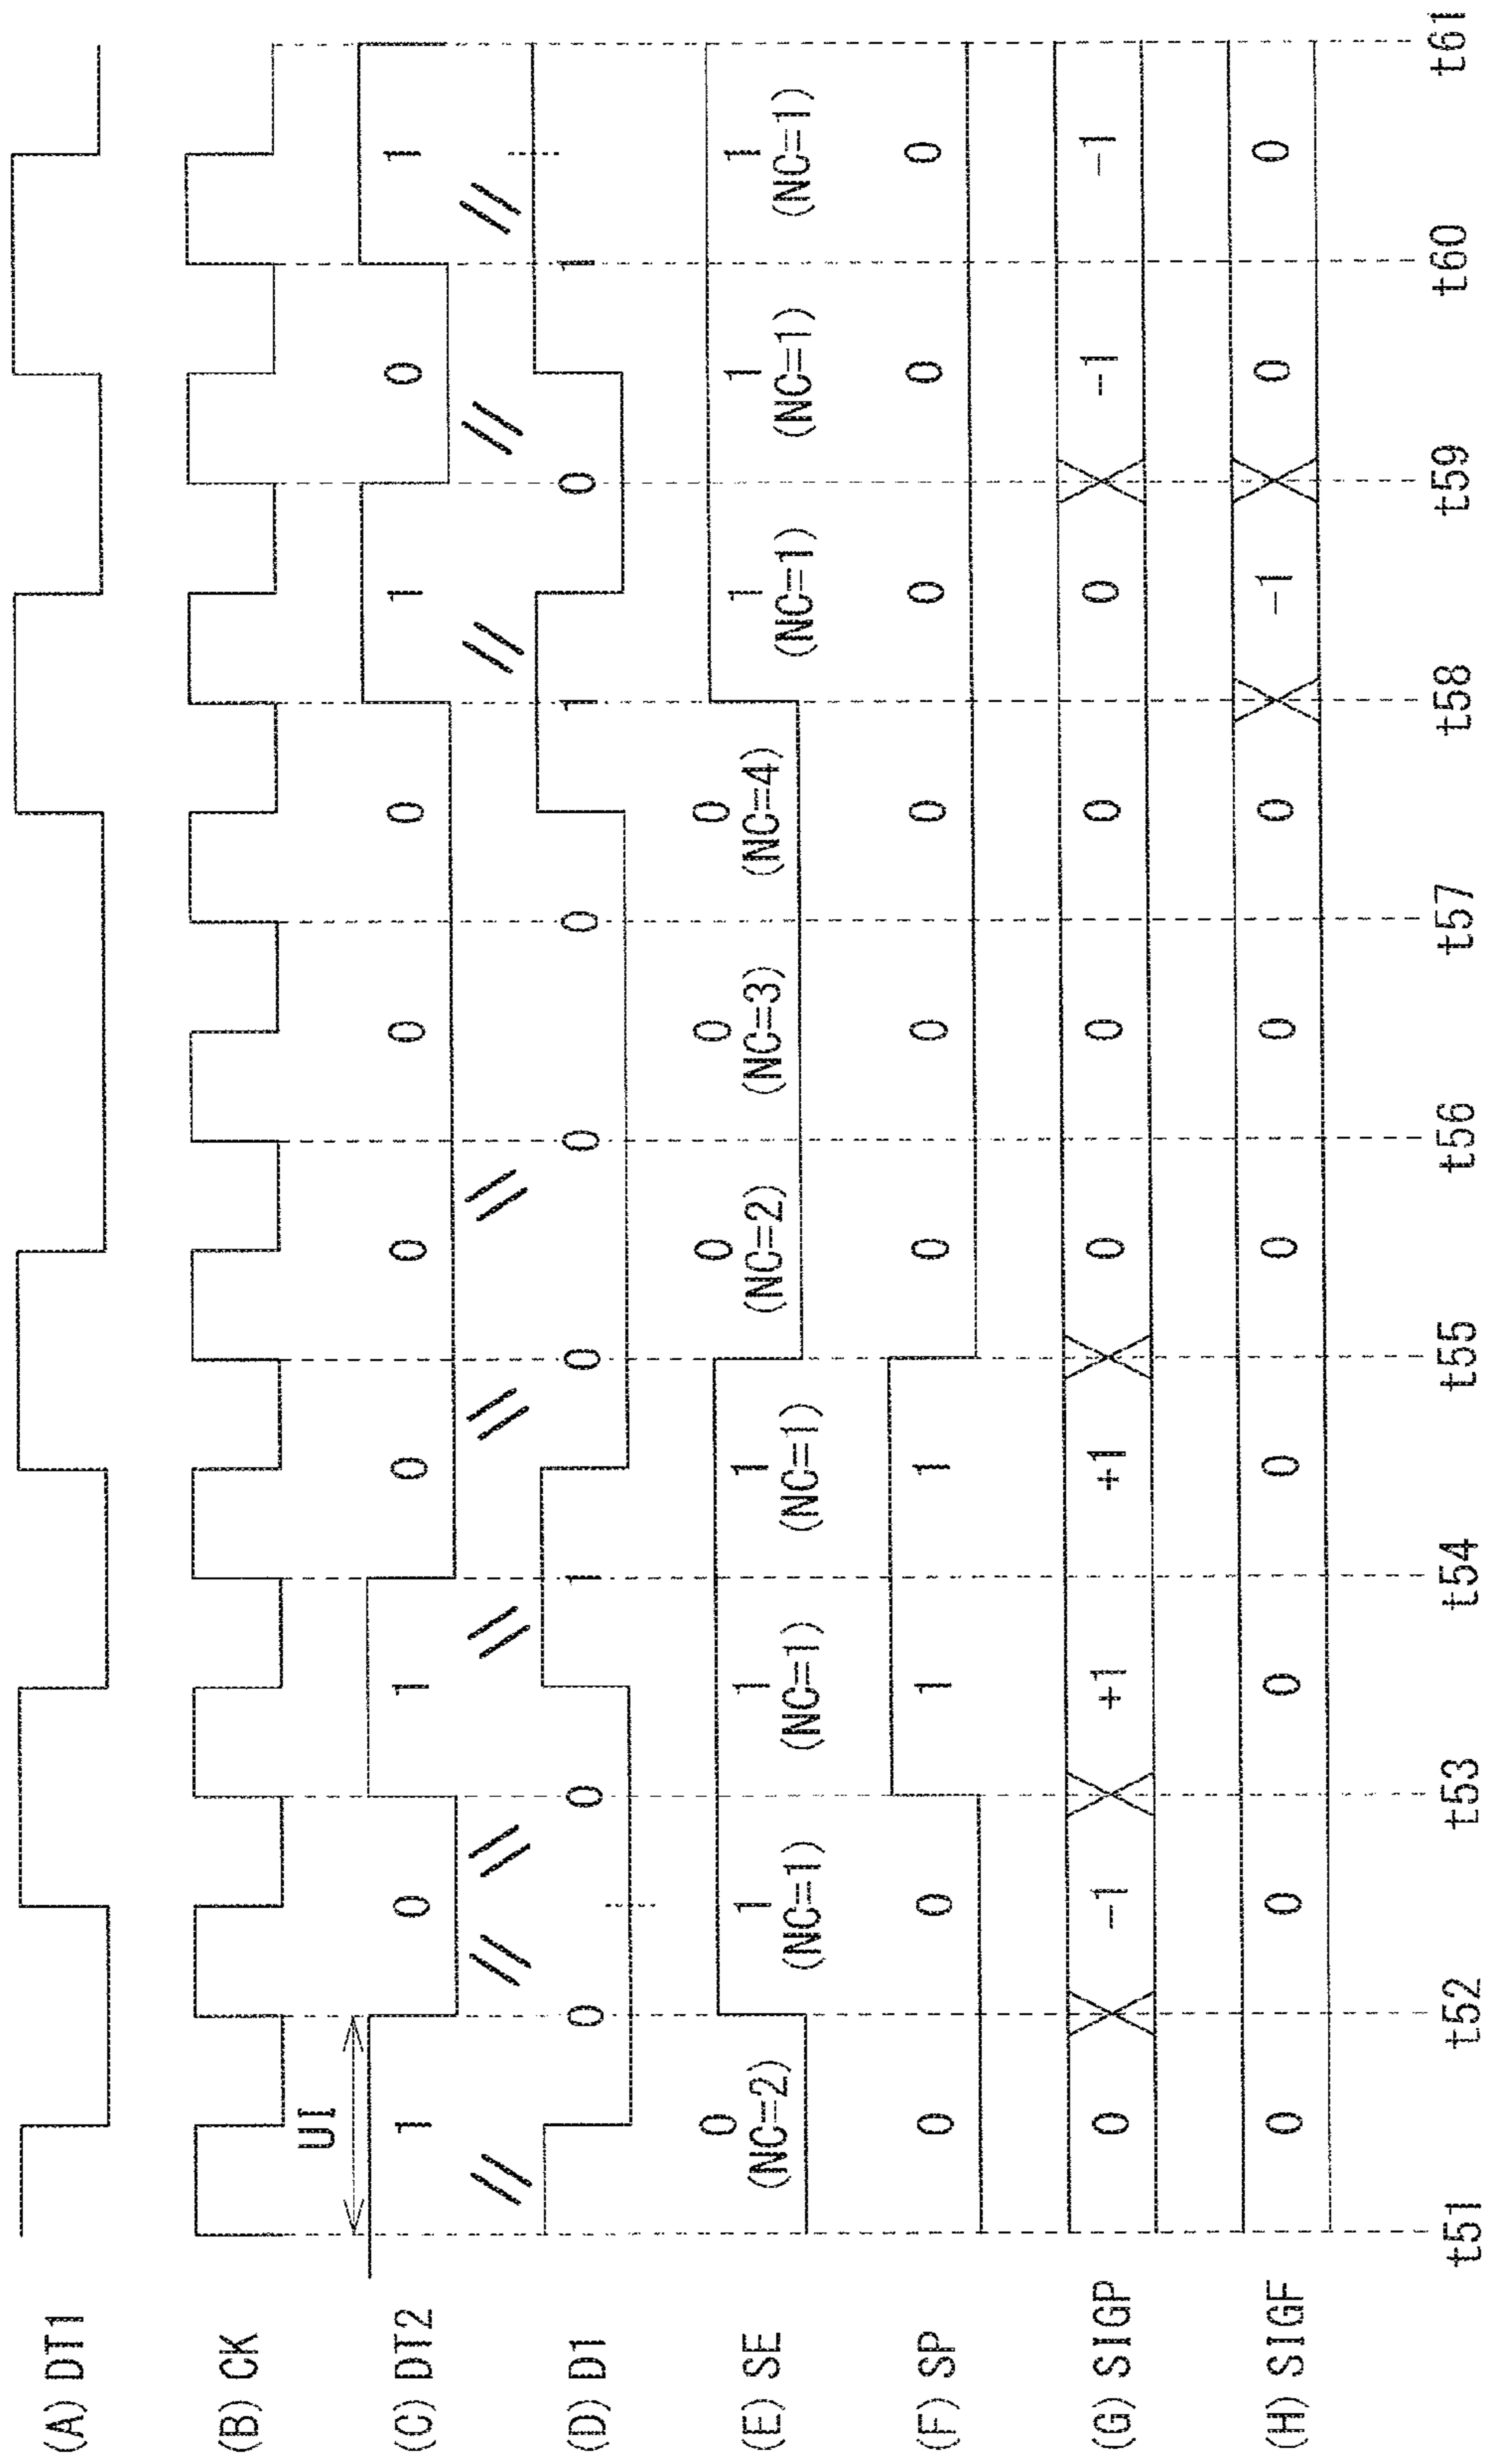 (A) DT1
(B) CK
UI
(C) DT2 1 0 1 0 0 0 0 1 0 1
(D) D1 0 0 1 0 0 0 1 0 1
(E) SE 0 1 1 1 0 0 0 1 1 1
(NC=2) (NC=1) (NC=1) (NC=1) (NC=2) (NC=3) (NC=4) (NC=1) (NC=1) (NC=1)
(F) SP 0 0 1 1 0 0 0 0 0 0
(G) SIGP 0 -1 +1 +1 0 0 0 0 -1 -1
(H) SIGF 0 0 0 0 0 0 0 -1 0 0
t51 t52 t53 t54 t55 t56 t57 t58 t59 t60 t61